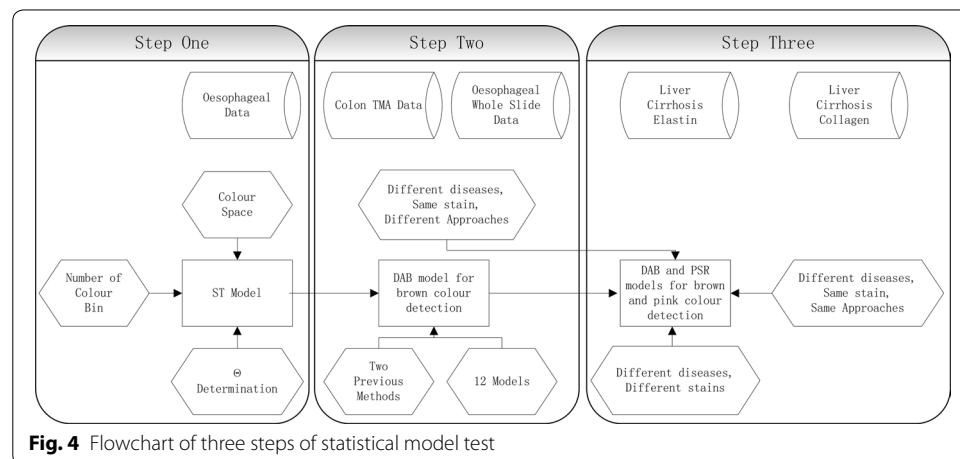 Step One
Oesophageal
Data
Colour
Space
Number of
Colour
Bin
ST Model
Θ
Determination
Step Two
Colon TMA Data
Oesophageal
Whole Slide
Data
Different diseases,
Same stain,
Different Approaches
DAB model for
brown colour
detection
Two
Previous
Methods
12 Models
Step Three
Liver
Cirrhosis
Elastin
Liver
Cirrhosis
Collagen
DAB and PSR
models for brown
and pink colour
detection
Different diseases,
Same stain,
Same Approaches
Different diseases,
Different stains
Fig. 4 Flowchart of three steps of statistical model test